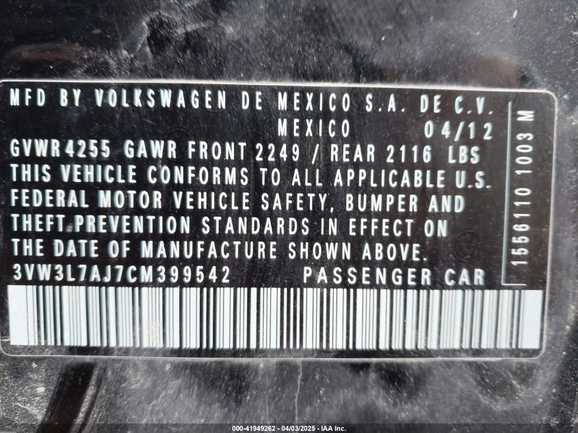 MFD BY VOLKSWAGEN DE MEXICO S.A. DE C.V.
MEXICO 04/12
GVWR 4255 GAWR FRONT 2249 / REAR 2116 LBS
THIS VEHICLE CONFORMS TO ALL APPLICABLE U.S.
FEDERAL MOTOR VEHICLE SAFETY, BUMPER AND
THEFT PREVENTION STANDARDS IN EFFECT ON
THE DATE OF MANUFACTURE SHOWN ABOVE.
3VW3L7AJ7CM399542 PASSENGER CAR
1556110 1003 M
000-41949262 - 04/03/2025 - IAA Inc.